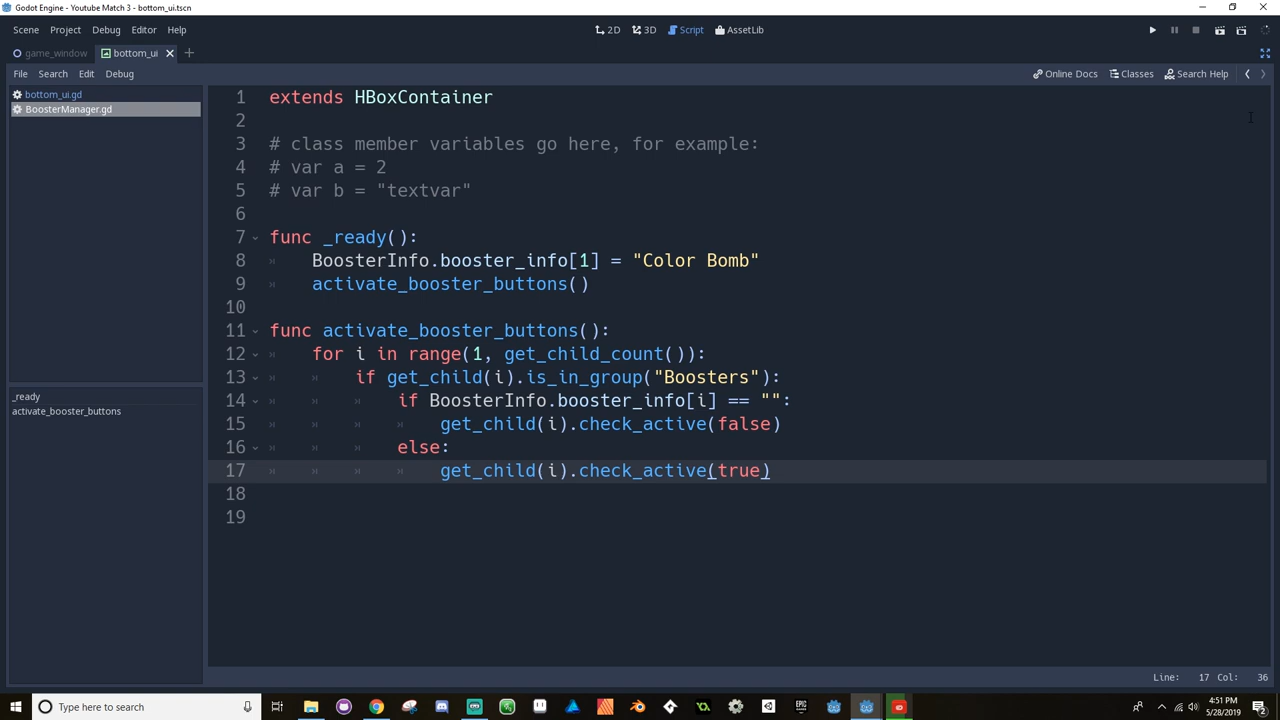 Godot Engine - Youtube Match 3 - bottom_ui.tscn
Scene Project Debug Editor Help 2D 3D Script AssetLib
game_window bottom_ui
File Search Edit Debug Online Docs Classes Search Help
bottom_ui.gd
BoosterManager.gd
_ready
activate_booster_buttons
1 extends HBoxContainer
2
3 # class member variables go here, for example:
4 # var a = 2
5 # var b = "textvar"
6
7 func _ready():
8 BoosterInfo.booster_info[1] = "Color Bomb"
9 activate_booster_buttons()
10
11 func activate_booster_buttons():
12 for i in range(1, get_child_count()):
13 if get_child(i).is_in_group("Boosters"):
14 if BoosterInfo.booster_info[i] == "":
15 get_child(i).check_active(false)
16 else:
17 get_child(i).check_active(true)
18
19
Line: 17 Col: 36
Type here to search
4:51 PM
5/28/2019